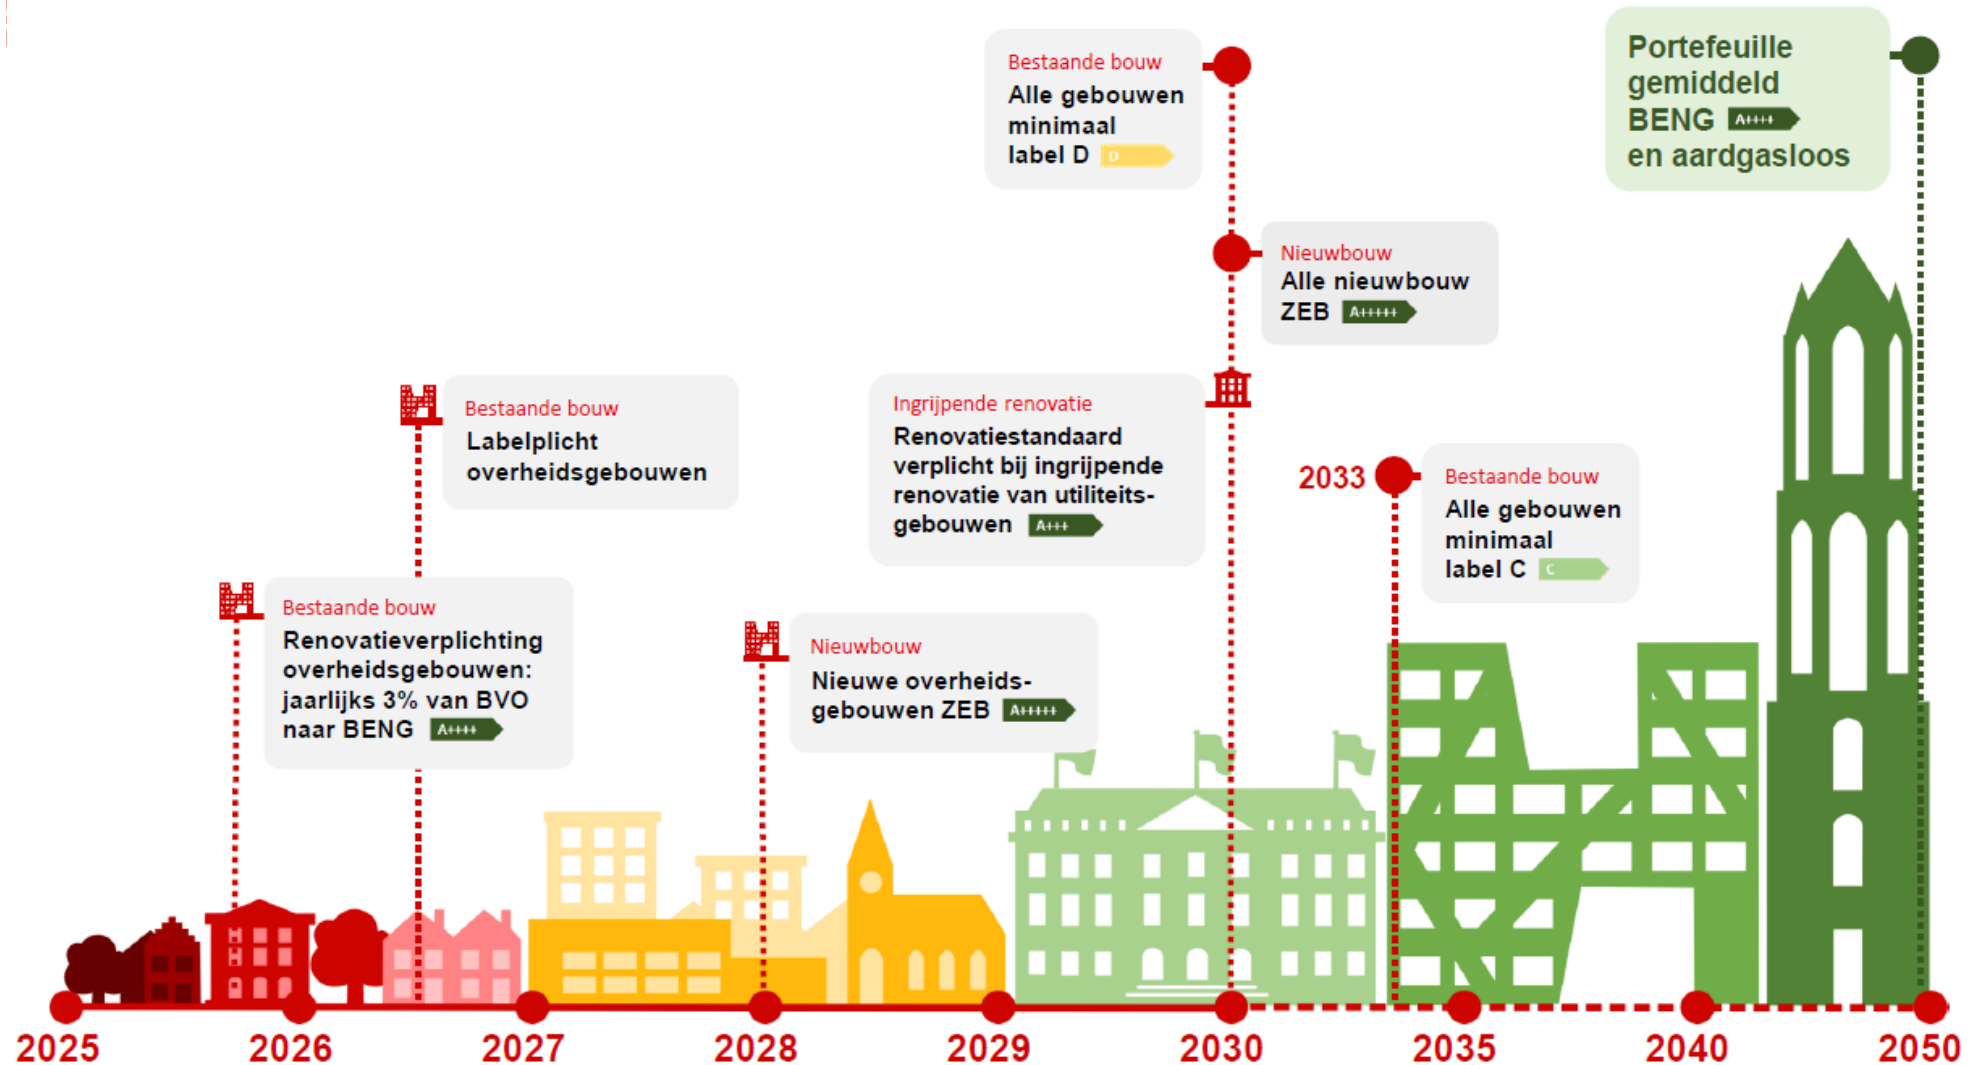 Bestaande bouw
Alle gebouwen
minimaal
label D D
Portefeuille
gemiddeld
BENG A++++
en aardgasloos
Nieuwbouw
Alle nieuwbouw
ZEB A+++++
Bestaande bouw
Labelplicht
overheidsgebouwen
Ingrijpende renovatie
Renovatiestandaard
verplicht bij ingrijpende
renovatie van utiliteits-
gebouwen A+++
2033
Bestaande bouw
Alle gebouwen
minimaal
label C C
Bestaande bouw
Renovatieverplichting
overheidsgebouwen:
jaarlijks 3% van BVO
naar BENG A++++
Nieuwbouw
Nieuwe overheids-
gebouwen ZEB A+++++
2025 2026 2027 2028 2029 2030 2035 2040 2050